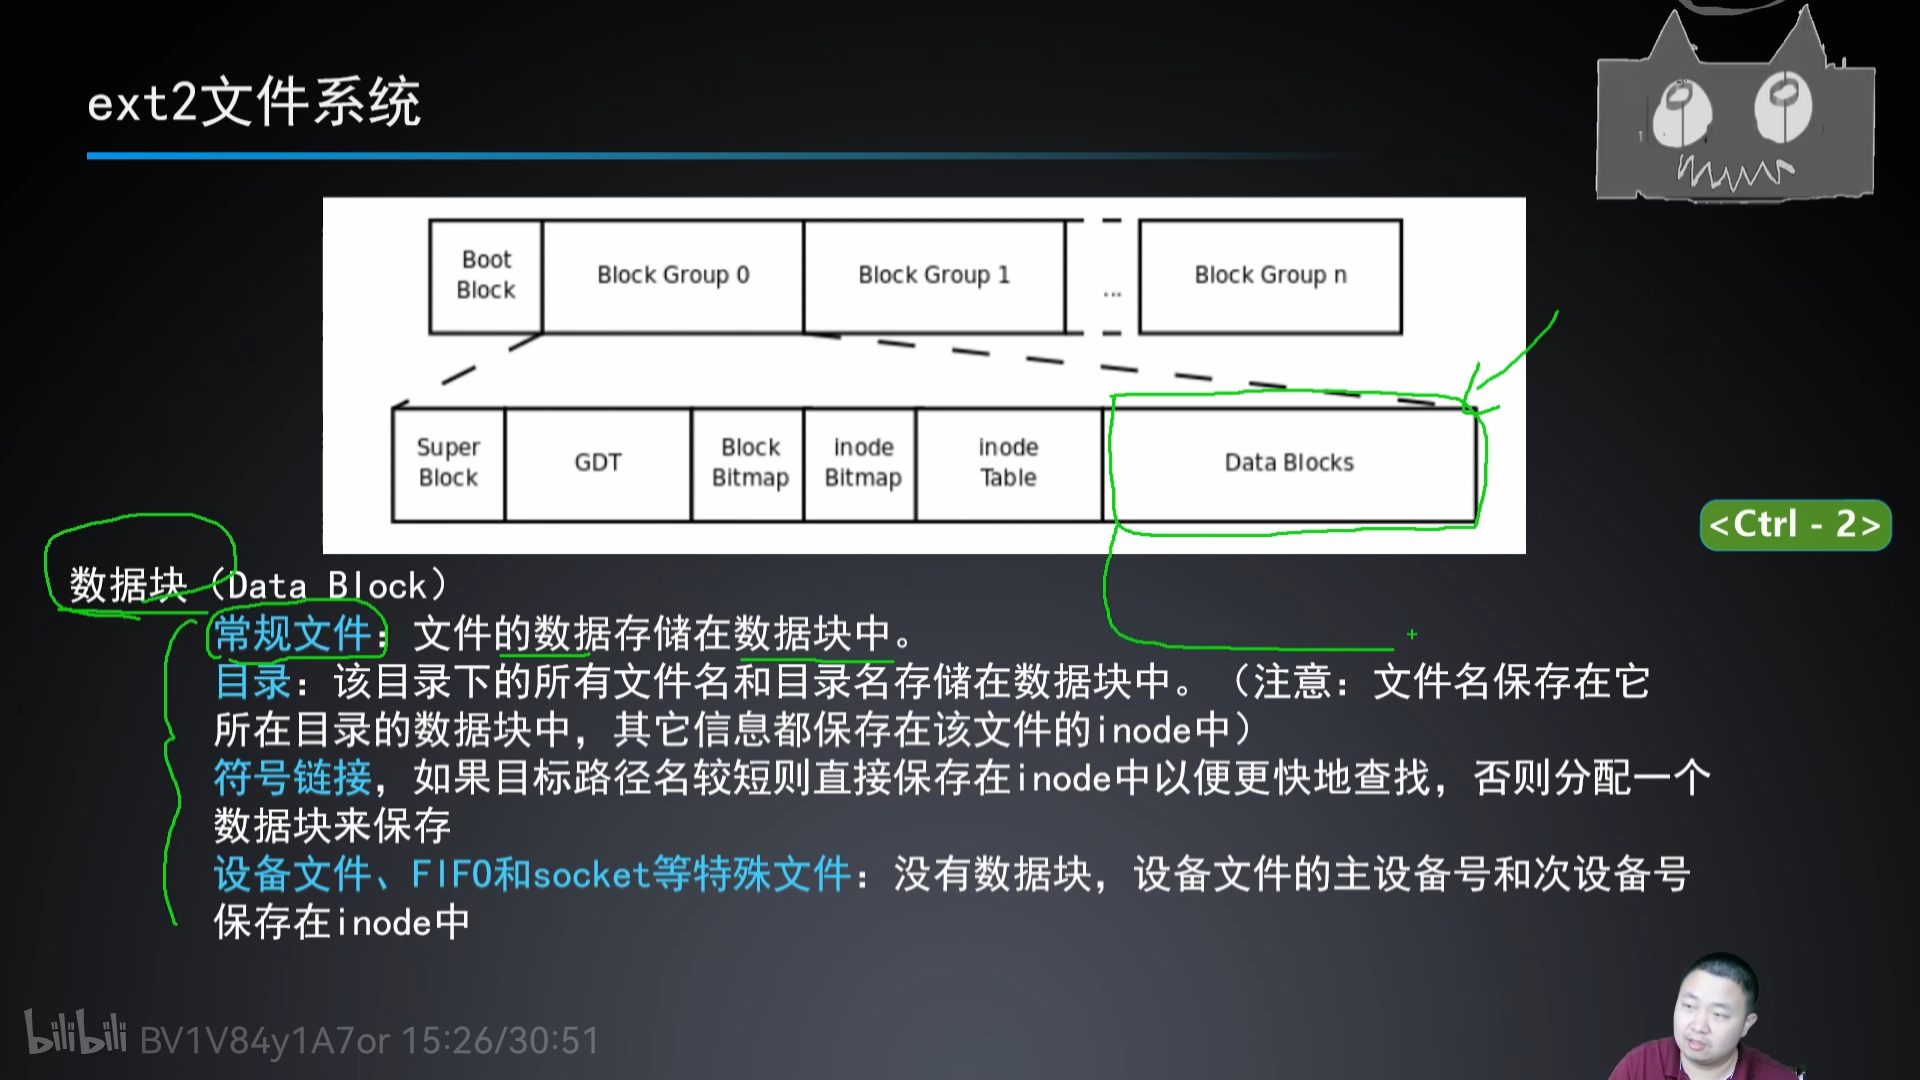 ext2文件系统
Boot
Block
Block Group 0
Block Group 1
...
Block Group n
Super
Block
GDT
Block
Bitmap
inode
Bitmap
inode
Table
Data Blocks
<Ctrl - 2>
数据块（Data Block）
常规文件：文件的数据存储在数据块中。
目录：该目录下的所有文件名和目录名存储在数据块中。（注意：文件名保存在它
所在目录的数据块中，其它信息都保存在该文件的inode中）
符号链接，如果目标路径名较短则直接保存在inode中以便更快地查找，否则分配一个
数据块来保存
设备文件、FIFO和socket等特殊文件：没有数据块，设备文件的主设备号和次设备号
保存在inode中
bilibili BV1V84y1A7or 15:26/30:51